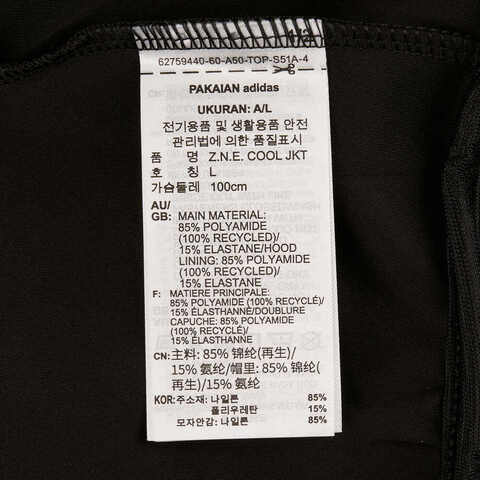 1/2
62759440-60-A50-TOP-S51A-4
PAKAIAN adidas
UKURAN: A/L
전기용품 및 생활용품 안전
관리법에 의한 품질표시
품 명 Z.N.E. COOL JKT
호 칭 L
가슴둘레 100cm
AU/
GB: MAIN MATERIAL:
85% POLYAMIDE
(100% RECYCLED)/
15% ELASTANE/HOOD
LINING: 85% POLYAMIDE
(100% RECYCLED)/
15% ELASTANE
F: MATIERE PRINCIPALE:
85% POLYAMIDE (100% RECYCLÉ)/
15% ÉLASTHANNE/DOUBLURE
CAPUCHE: 85% POLYAMIDE
(100% RECYCLÉ)/
15% ÉLASTHANNE
CN: 主料: 85% 锦纶(再生)/
15% 氨纶/帽里: 85% 锦纶(
再生)/15% 氨纶
KOR: 주소재: 나일론 85%
폴리우레탄 15%
모자안감: 나일론 85%